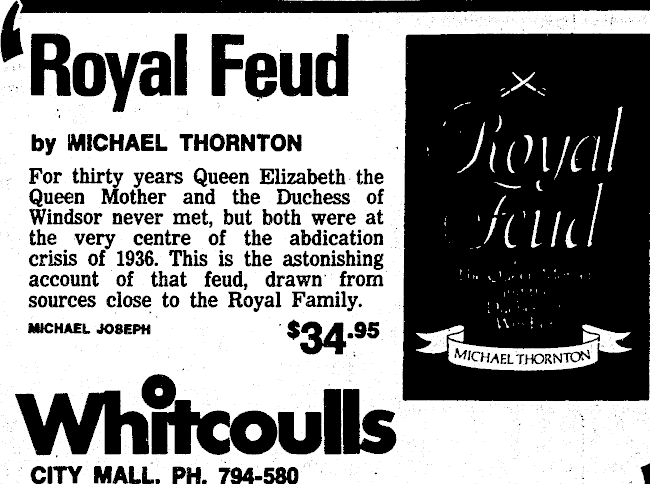 Royal Feud
by MICHAEL THORNTON
For thirty years Queen Elizabeth the
Queen Mother and the Duchess of
Windsor never met, but both were at
the very centre of the abdication
crisis of 1936. This is the astonishing
account of that feud, drawn from
sources close to the Royal Family.
MICHAEL JOSEPH
$34.95
Whitcoulls
CITY MALL. PH. 794-580
Royal
Feud
The Queen Mother
MICHAEL THORNTON